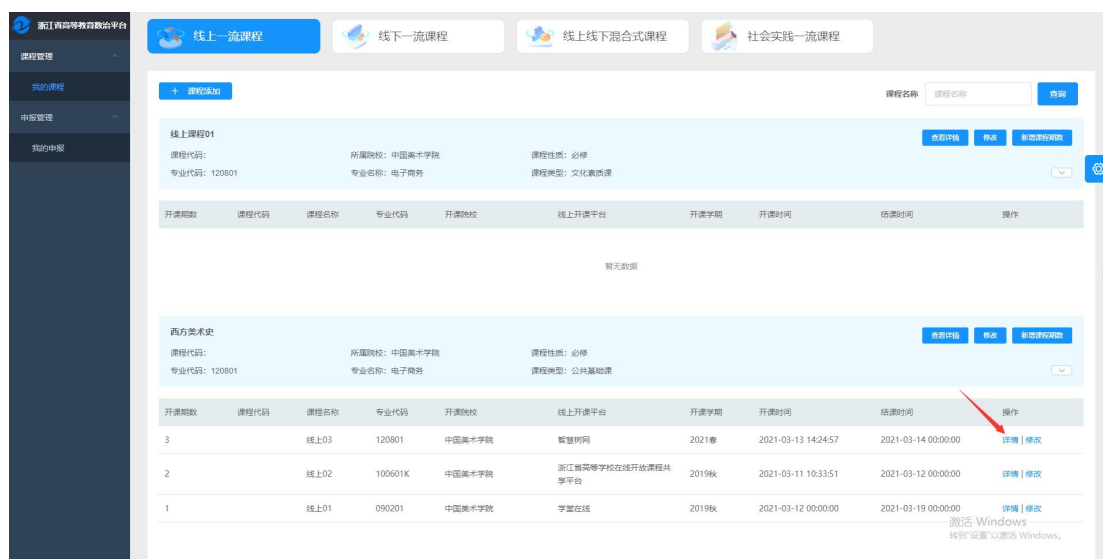 浙江省高等教育数治平台
线上一流课程 线下一流课程 线上线下混合式课程 社会实践一流课程
课程管理
我的课程
申报管理
我的申报
+ 课程添加 课程名称 课程名称 查询
线上课程01 查看详情 修改 新增课程期数
课程代码： 所属院校：中国美术学院 课程性质：必修
专业代码：120801 专业名称：电子商务 课程类型：文化素质课
开课期数 课程代码 课程名称 专业代码 开课院校 线上开课平台 开课学期 开课时间 结课时间 操作
暂无数据
西方美术史 查看详情 修改 新增课程期数
课程代码： 所属院校：中国美术学院 课程性质：必修
专业代码：120801 专业名称：电子商务 课程类型：公共基础课
开课期数 课程代码 课程名称 专业代码 开课院校 线上开课平台 开课学期 开课时间 结课时间 操作
3 线上03 120801 中国美术学院 智慧树网 2021春 2021-03-13 14:24:57 2021-03-14 00:00:00 详情 | 修改
2 线上02 100601K 中国美术学院 浙江省高等学校在线开放课程共享平台 2019秋 2021-03-11 10:33:51 2021-03-12 00:00:00 详情 | 修改
1 线上01 090201 中国美术学院 学堂在线 2019秋 2021-03-12 00:00:00 2021-03-19 00:00:00 详情 | 修改
激活 Windows
转到"设置"以激活 Windows。